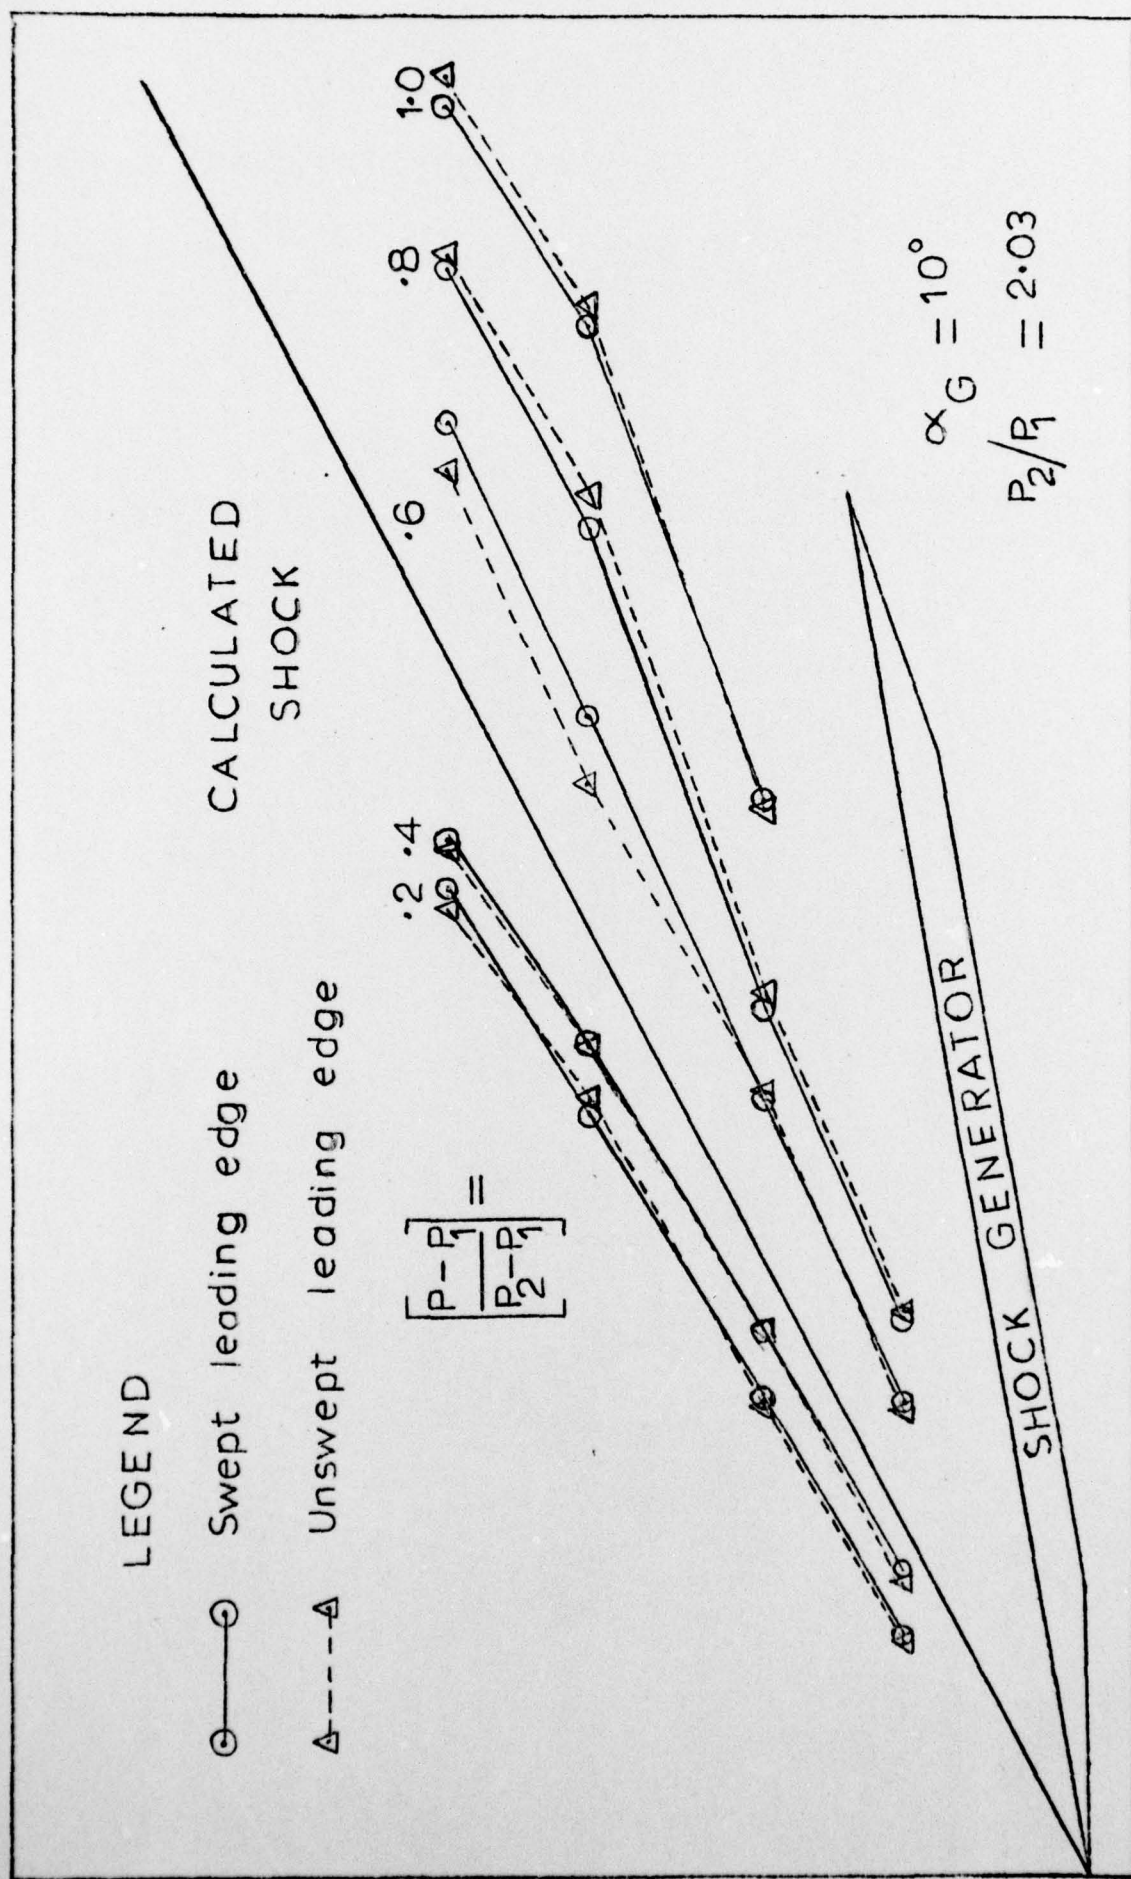 LEGEND
Swept leading edge
Unswept leading edge
CALCULATED
SHOCK
[P-P₁/P₂-P₁] =
·2
·4
·6
·8
1·0
SHOCK GENERATOR
∝G = 10°
P₂/P₁ = 2·03